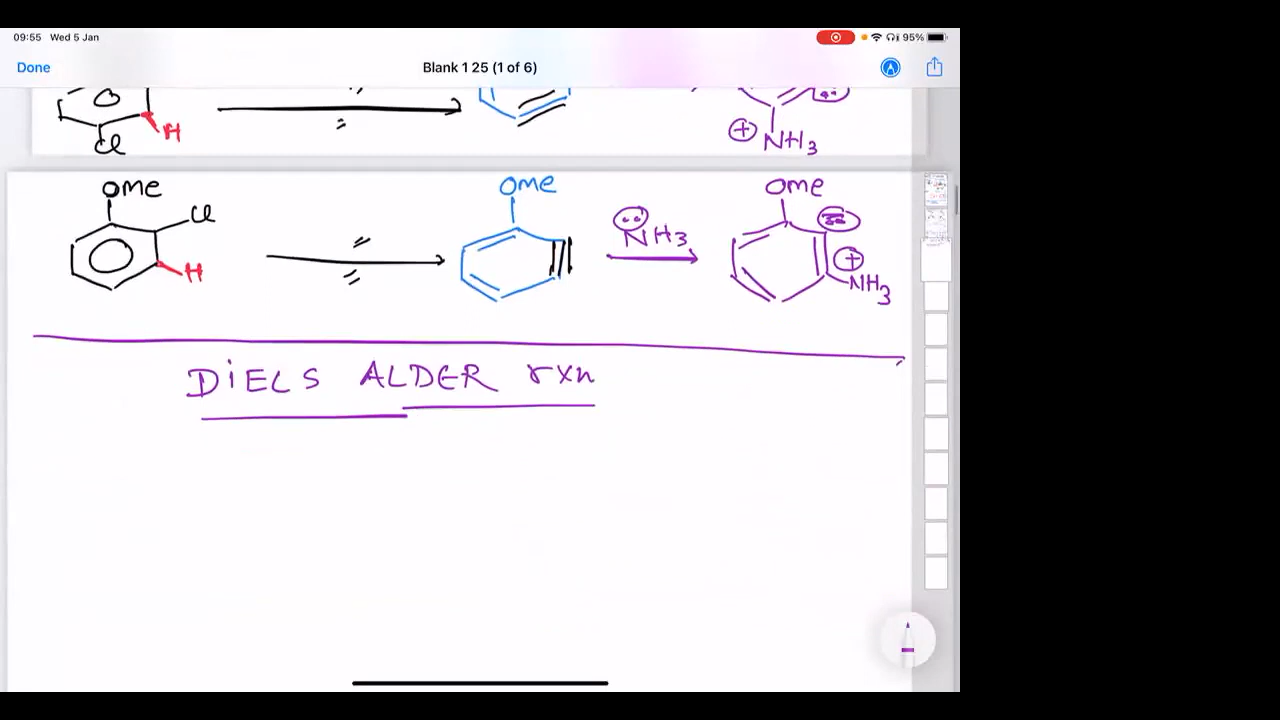 09:55 Wed 5 Jan 95%
Done Blank 1 25 (1 of 6)
H
Cl
⊕ NH3
OMe Cl H
OMe
NH3
OMe ⊕ NH3
DiELS ALDER rxn